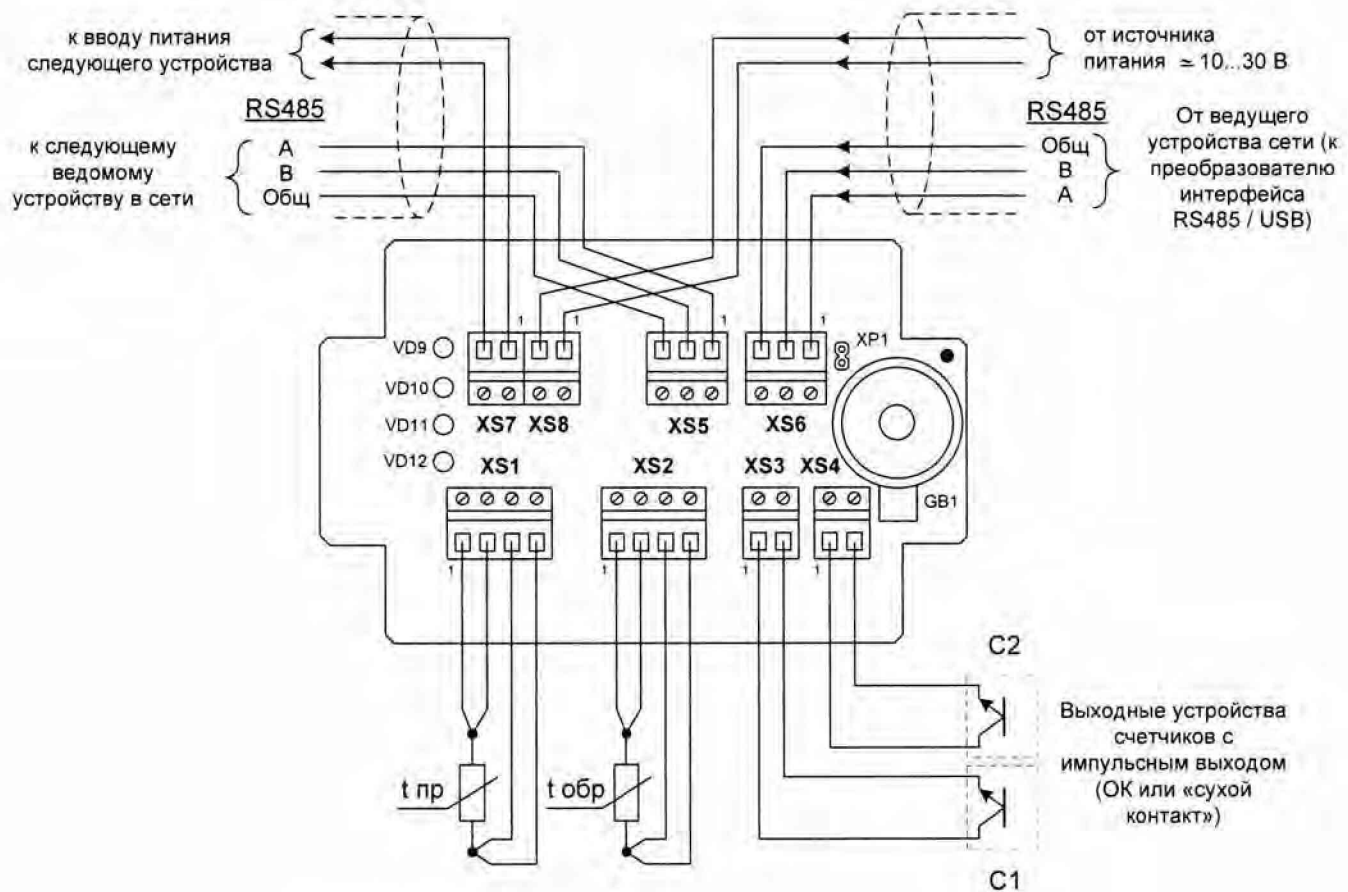 к вводу питания
следующего устройства
RS485
к следующему
ведомому
устройству в сети
А
В
Общ
от источника
питания ≃ 10...30 В
RS485
Общ
В
А
От ведущего
устройства сети (к
преобразователю
интерфейса
RS485 / USB)
1
1
1
1
VD9
VD10
VD11
VD12
XS7
XS8
XS5
XS6
XP1
XS1
XS2
XS3
XS4
GB1
1
1
1
1
t пр
t обр
C2
Выходные устройства
счетчиков с
импульсным выходом
(ОК или «сухой
контакт»)
C1